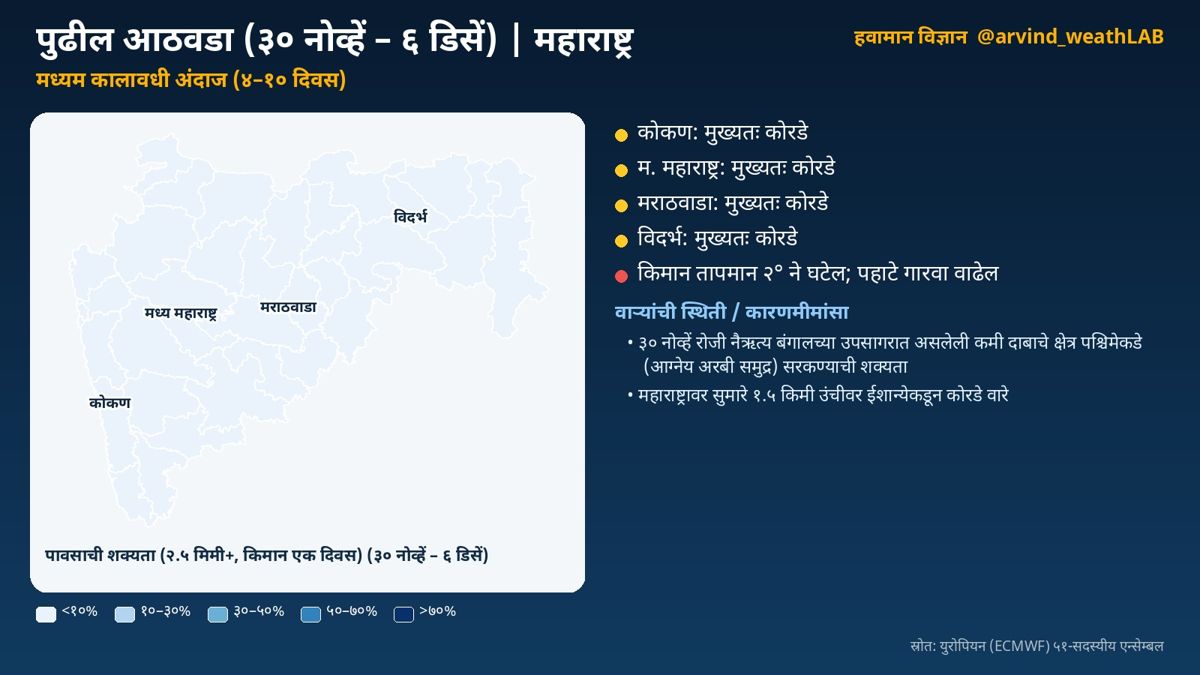 पुढील आठवडा (३० नोव्हें – ६ डिसें) | महाराष्ट्र
हवामान विज्ञान @arvind_weathLAB
मध्यम कालावधी अंदाज (४–१० दिवस)
कोकण: मुख्यतः कोरडे
म. महाराष्ट्र: मुख्यतः कोरडे
मराठवाडा: मुख्यतः कोरडे
विदर्भ: मुख्यतः कोरडे
किमान तापमान २° ने घटेल; पहाटे गारवा वाढेल
वाऱ्यांची स्थिती / कारणमीमांसा
• ३० नोव्हें रोजी नैऋत्य बंगालच्या उपसागरात असलेली कमी दाबाचे क्षेत्र पश्चिमेकडे
(आग्नेय अरबी समुद्र) सरकण्याची शक्यता
• महाराष्ट्रावर सुमारे १.५ किमी उंचीवर ईशान्येकडून कोरडे वारे
विदर्भ
मराठवाडा
मध्य महाराष्ट्र
कोकण
पावसाची शक्यता (२.५ मिमी+, किमान एक दिवस) (३० नोव्हें – ६ डिसें)
<१०% १०–३०% ३०–५०% ५०–७०% >७०%
स्रोत: युरोपियन (ECMWF) ५१-सदस्यीय एन्सेम्बल